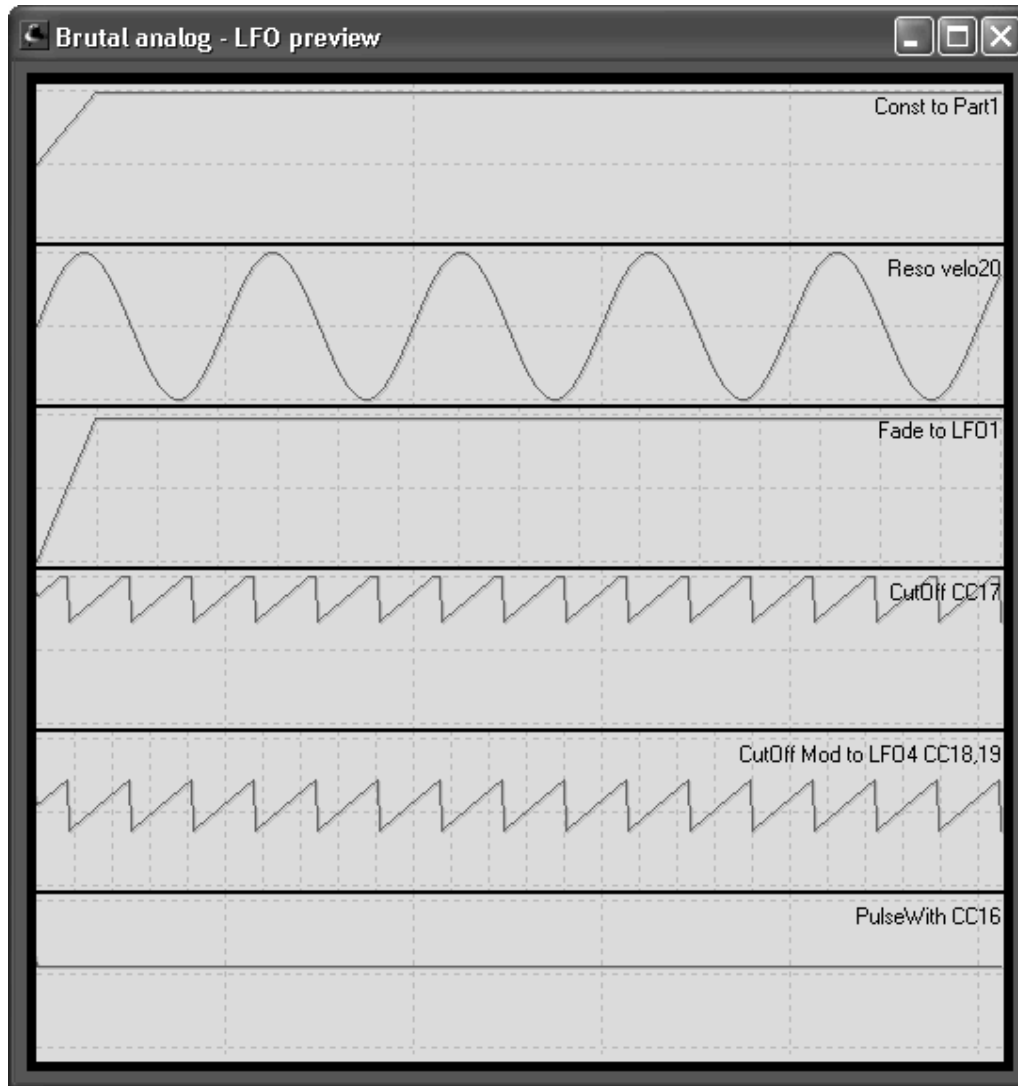 Brutal analog - LFO preview
Const to Part1
Reso velo20
Fade to LFO1
CutOff CC17
CutOff Mod to LFO4 CC18,19
PulseWith CC16